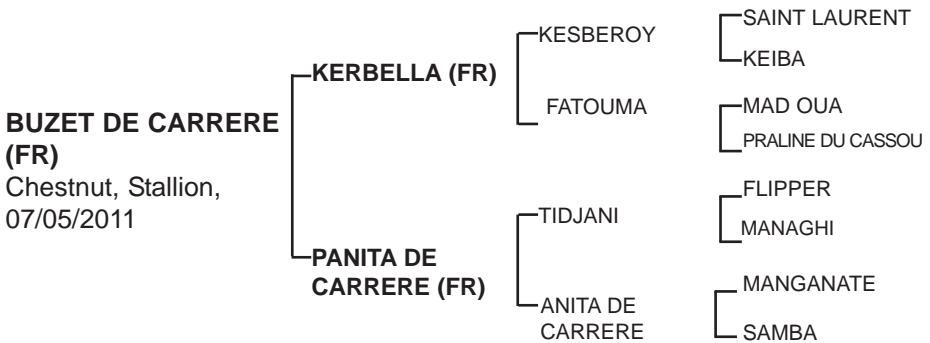 BUZET DE CARRERE
(FR)
Chestnut, Stallion,
07/05/2011
KERBELLA (FR)
PANITA DE
CARRERE (FR)
KESBEROY
FATOUMA
TIDJANI
ANITA DE
CARRERE
SAINT LAURENT
KEIBA
MAD OUA
PRALINE DU CASSOU
FLIPPER
MANAGHI
MANGANATE
SAMBA